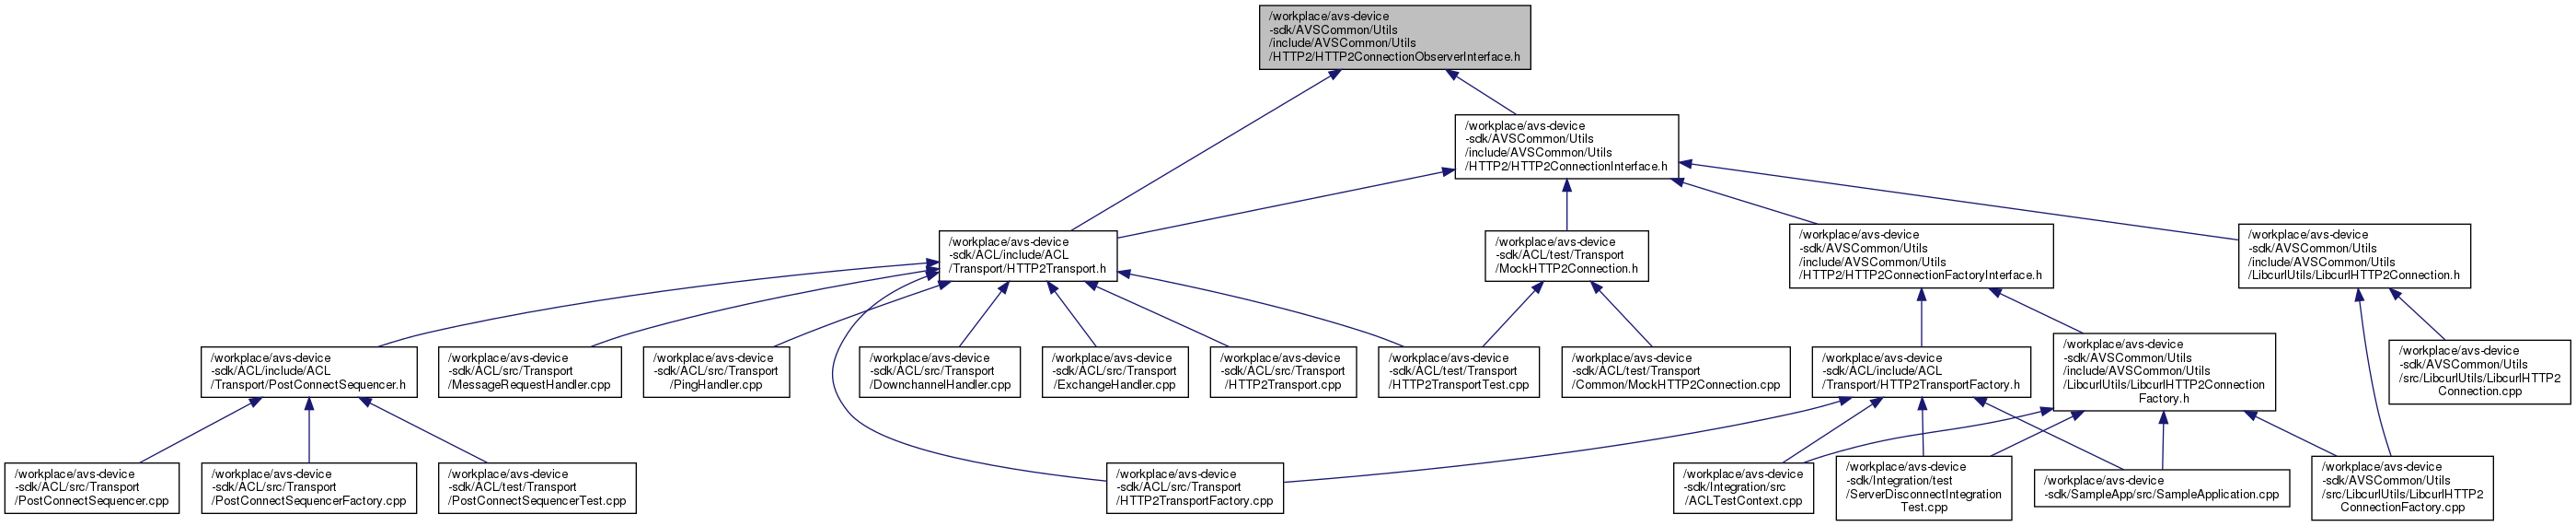 /workplace/avs-device
-sdk/AVSCommon/Utils
/include/AVSCommon/Utils
/HTTP2/HTTP2ConnectionObserverInterface.h
/workplace/avs-device
-sdk/AVSCommon/Utils
/include/AVSCommon/Utils
/HTTP2/HTTP2ConnectionInterface.h
/workplace/avs-device
-sdk/ACL/include/ACL
/Transport/HTTP2Transport.h
/workplace/avs-device
-sdk/ACL/test/Transport
/MockHTTP2Connection.h
/workplace/avs-device
-sdk/AVSCommon/Utils
/include/AVSCommon/Utils
/HTTP2/HTTP2ConnectionFactoryInterface.h
/workplace/avs-device
-sdk/AVSCommon/Utils
/include/AVSCommon/Utils
/LibcurlUtils/LibcurlHTTP2Connection.h
/workplace/avs-device
-sdk/ACL/include/ACL
/Transport/PostConnectSequencer.h
/workplace/avs-device
-sdk/ACL/src/Transport
/MessageRequestHandler.cpp
/workplace/avs-device
-sdk/ACL/src/Transport
/PingHandler.cpp
/workplace/avs-device
-sdk/ACL/src/Transport
/DownchannelHandler.cpp
/workplace/avs-device
-sdk/ACL/src/Transport
/ExchangeHandler.cpp
/workplace/avs-device
-sdk/ACL/src/Transport
/HTTP2Transport.cpp
/workplace/avs-device
-sdk/ACL/test/Transport
/HTTP2TransportTest.cpp
/workplace/avs-device
-sdk/ACL/test/Transport
/Common/MockHTTP2Connection.cpp
/workplace/avs-device
-sdk/ACL/include/ACL
/Transport/HTTP2TransportFactory.h
/workplace/avs-device
-sdk/AVSCommon/Utils
/include/AVSCommon/Utils
/LibcurlUtils/LibcurlHTTP2Connection
Factory.h
/workplace/avs-device
-sdk/AVSCommon/Utils
/src/LibcurlUtils/LibcurlHTTP2
Connection.cpp
/workplace/avs-device
-sdk/ACL/src/Transport
/PostConnectSequencer.cpp
/workplace/avs-device
-sdk/ACL/src/Transport
/PostConnectSequencerFactory.cpp
/workplace/avs-device
-sdk/ACL/test/Transport
/PostConnectSequencerTest.cpp
/workplace/avs-device
-sdk/ACL/src/Transport
/HTTP2TransportFactory.cpp
/workplace/avs-device
-sdk/Integration/src
/ACLTestContext.cpp
/workplace/avs-device
-sdk/Integration/test
/ServerDisconnectIntegration
Test.cpp
/workplace/avs-device
-sdk/SampleApp/src/SampleApplication.cpp
/workplace/avs-device
-sdk/AVSCommon/Utils
/src/LibcurlUtils/LibcurlHTTP2
ConnectionFactory.cpp